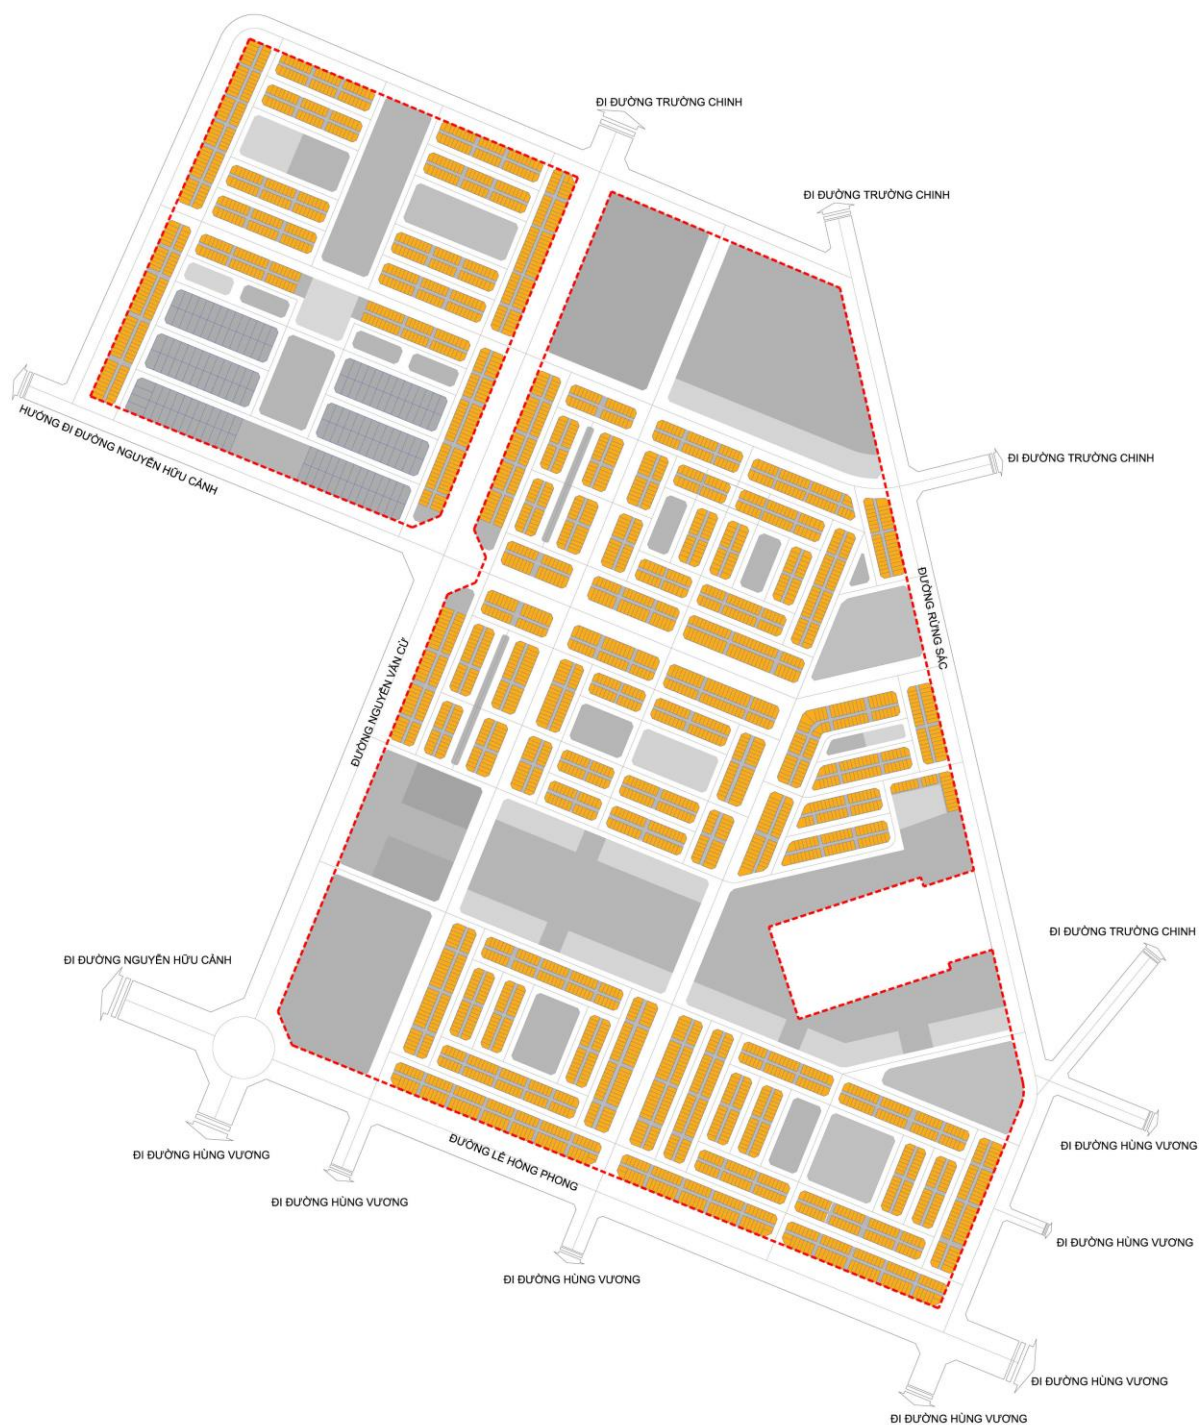 ĐI ĐƯỜNG TRƯỜNG CHINH
ĐI ĐƯỜNG TRƯỜNG CHINH
HƯỚNG ĐI ĐƯỜNG NGUYỄN HỮU CẢNH
ĐI ĐƯỜNG TRƯỜNG CHINH
ĐƯỜNG RỪNG SÁC
ĐƯỜNG NGUYỄN VĂN CỪ
ĐI ĐƯỜNG TRƯỜNG CHINH
ĐI ĐƯỜNG NGUYỄN HỮU CẢNH
ĐI ĐƯỜNG HÙNG VƯƠNG
ĐI ĐƯỜNG HÙNG VƯƠNG
ĐƯỜNG LÊ HỒNG PHONG
ĐI ĐƯỜNG HÙNG VƯƠNG
ĐI ĐƯỜNG HÙNG VƯƠNG
ĐI ĐƯỜNG HÙNG VƯƠNG
ĐI ĐƯỜNG HÙNG VƯƠNG
ĐI ĐƯỜNG HÙNG VƯƠNG